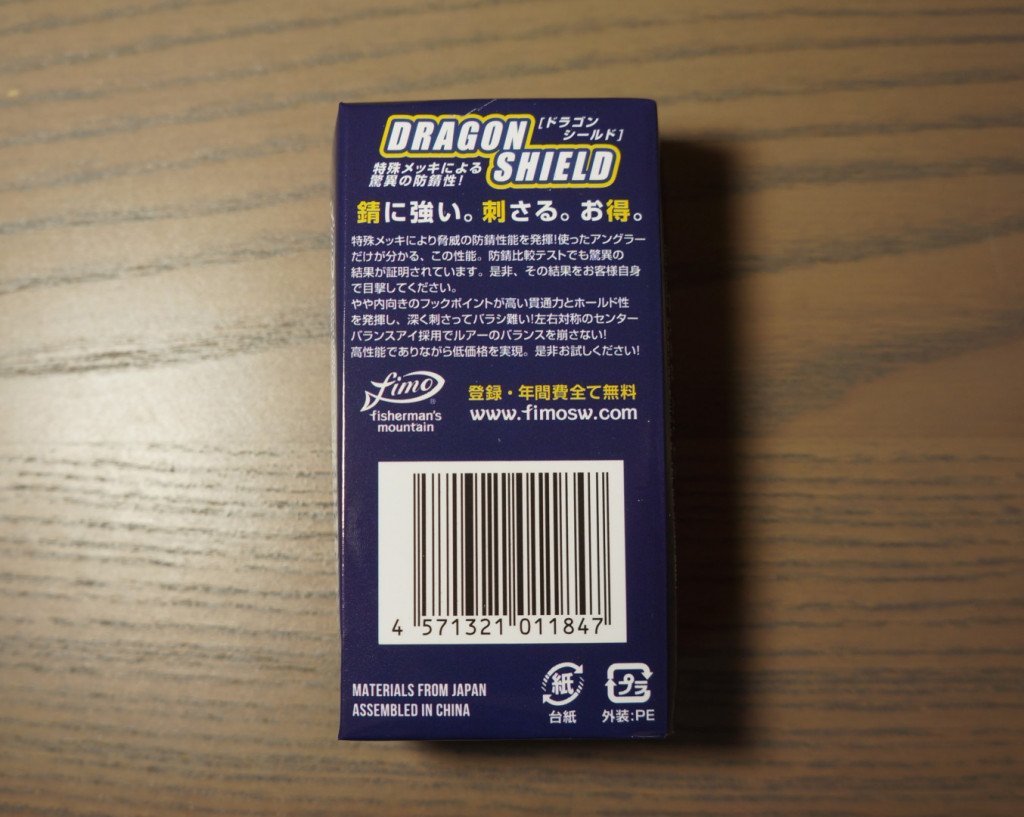 DRAGON SHIELD
[ドラゴン
シールド]
特殊メッキによる
驚異の防錆性!
錆に強い。刺さる。お得。
特殊メッキにより脅威の防錆性能を発揮!使ったアングラー
だけが分かる、この性能。防錆比較テストでも驚異の
結果が証明されています。是非、その結果をお客様自身
で目撃してください。
やや内向きのフックポイントが高い貫通力とホールド性
を発揮し、深く刺さってバラシ難い!左右対称のセンター
バランスアイ採用でルアーのバランスを崩さない!
高性能でありながら低価格を実現。是非お試しください!
fimo®
fisherman's
mountain
登録・年間費全て無料
www.fimosw.com
4 571321 011847
MATERIALS FROM JAPAN
ASSEMBLED IN CHINA
紙
台紙
プラ
外装:PE